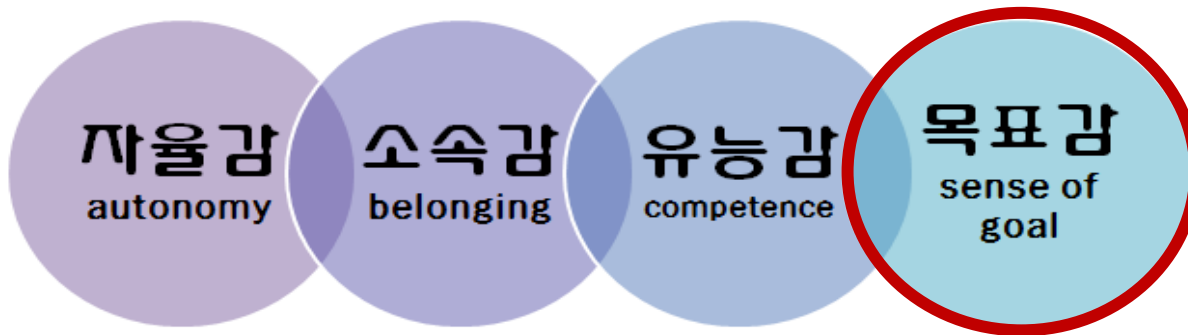 자율감
autonomy
소속감
belonging
유능감
competence
목표감
sense of
goal